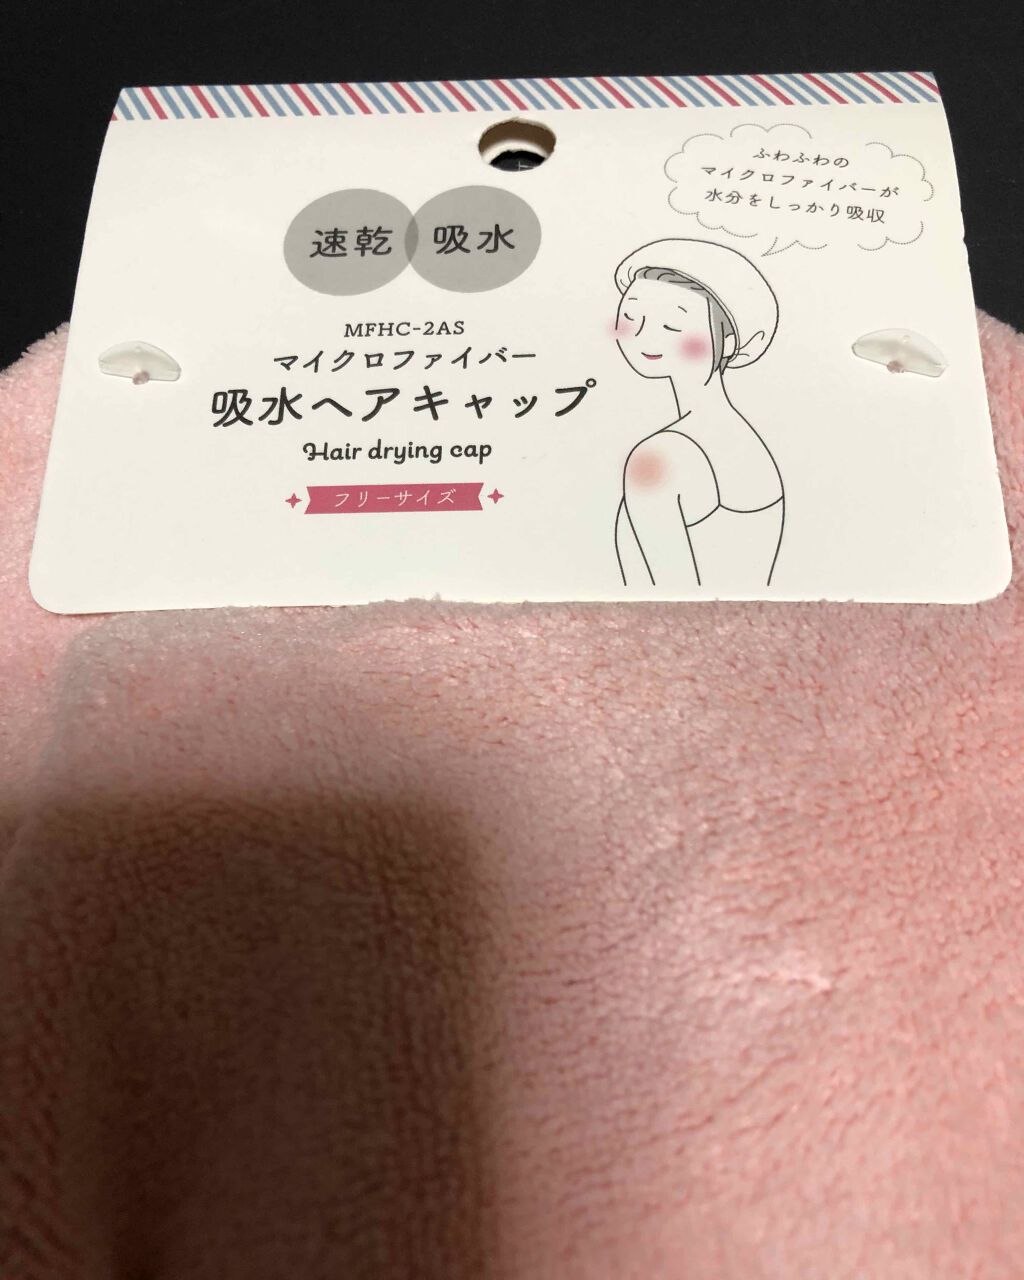 ふわふわの
マイクロファイバーが
水分をしっかり吸収
速乾 吸水
MFHC-2AS
マイクロファイバー
吸水ヘアキャップ
Hair drying cap
フリーサイズ